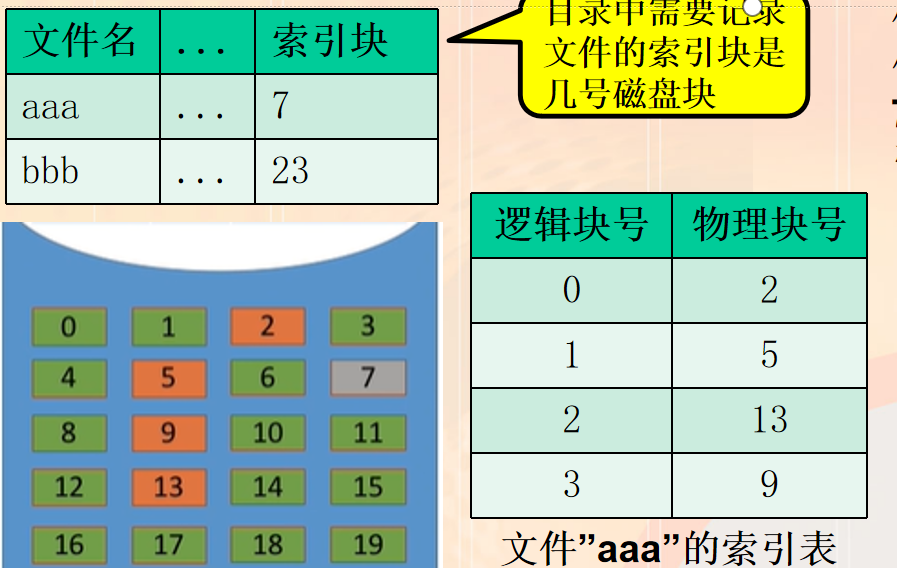 文件名 ... 索引块
aaa ... 7
bbb ... 23
目录中需要记录
文件的索引块是
几号磁盘块
逻辑块号 物理块号
0 2
1 5
2 13
3 9
文件”aaa”的索引表
0 1 2 3
4 5 6 7
8 9 10 11
12 13 14 15
16 17 18 19